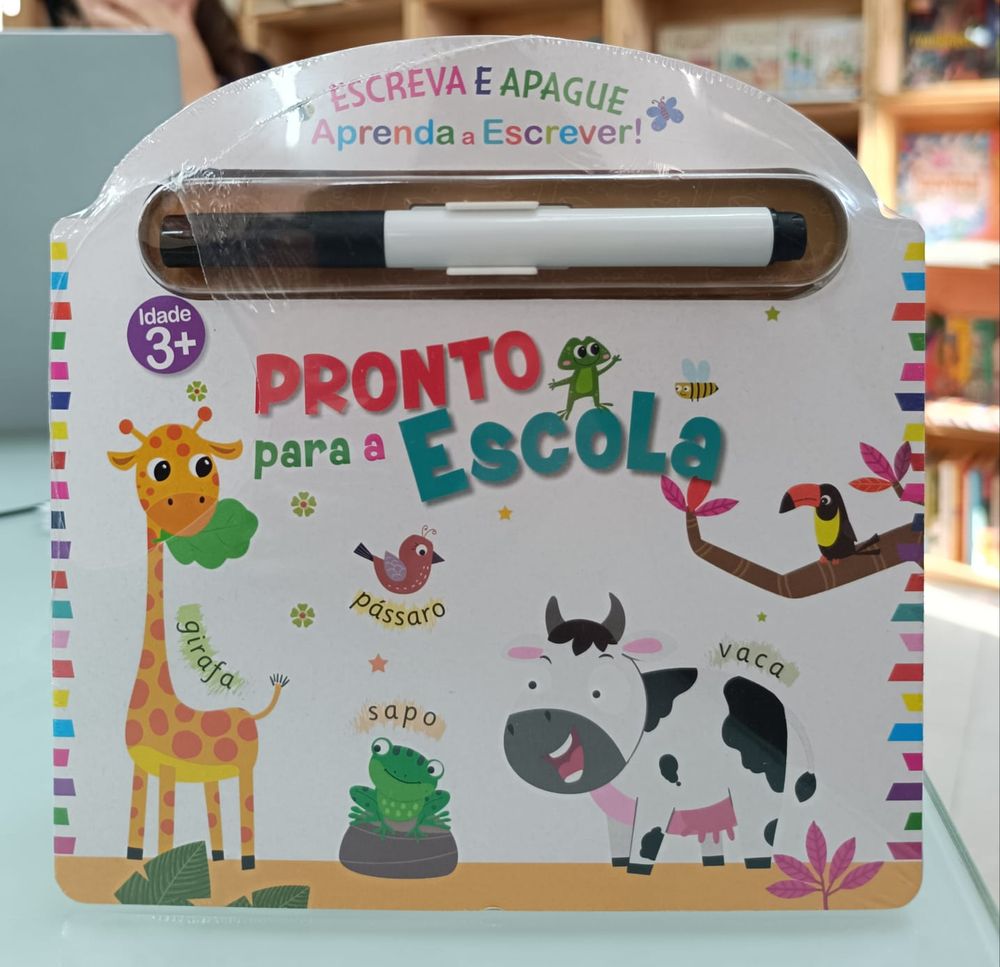 ESCREVA E APAGUE
Aprenda a Escrever!
Idade
3+
PRONTO
para a EscoLa
pássaro
girafa
vaca
sapo